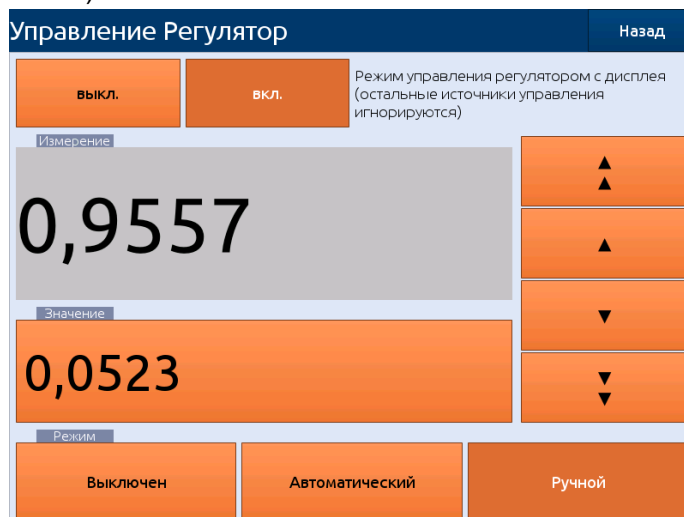 Управление Регулятор
Назад
выкл.
вкл.
Режим управления регулятором с дисплея
(остальные источники управления
игнорируются)
Измерение
0,9557
Значение
0,0523
Режим
Выключен
Автоматический
Ручной